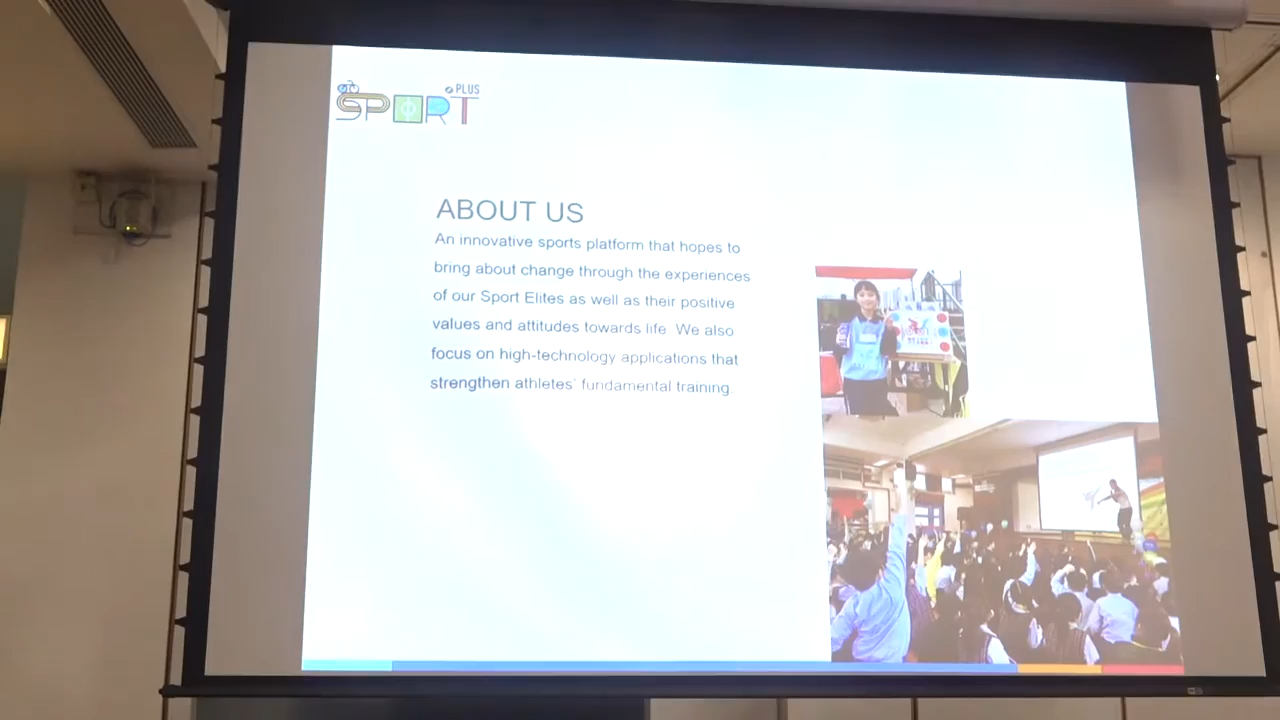 SPORT PLUS
ABOUT US
An innovative sports platform that hopes to
bring about change through the experiences
of our Sport Elites as well as their positive
values and attitudes towards life. We also
focus on high-technology applications that
strengthen athletes' fundamental training.